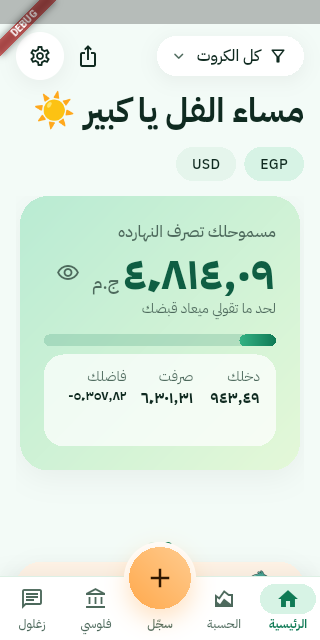 DEBUG
كل الكروت
مساء الفل يا كبير ☀️
EGP USD
مسموحلك تصرف النهارده
٤,٨١٤,٠٩ ج.م
لحد ما تقولي ميعاد قبضك
دخلك صرفت فاضلك
٩٤٣,٤٩ ٦,٣٠١,٣١ -٥,٣٥٧,٨٢
الرئيسية الحسبة سجّل فلوسي زغلول